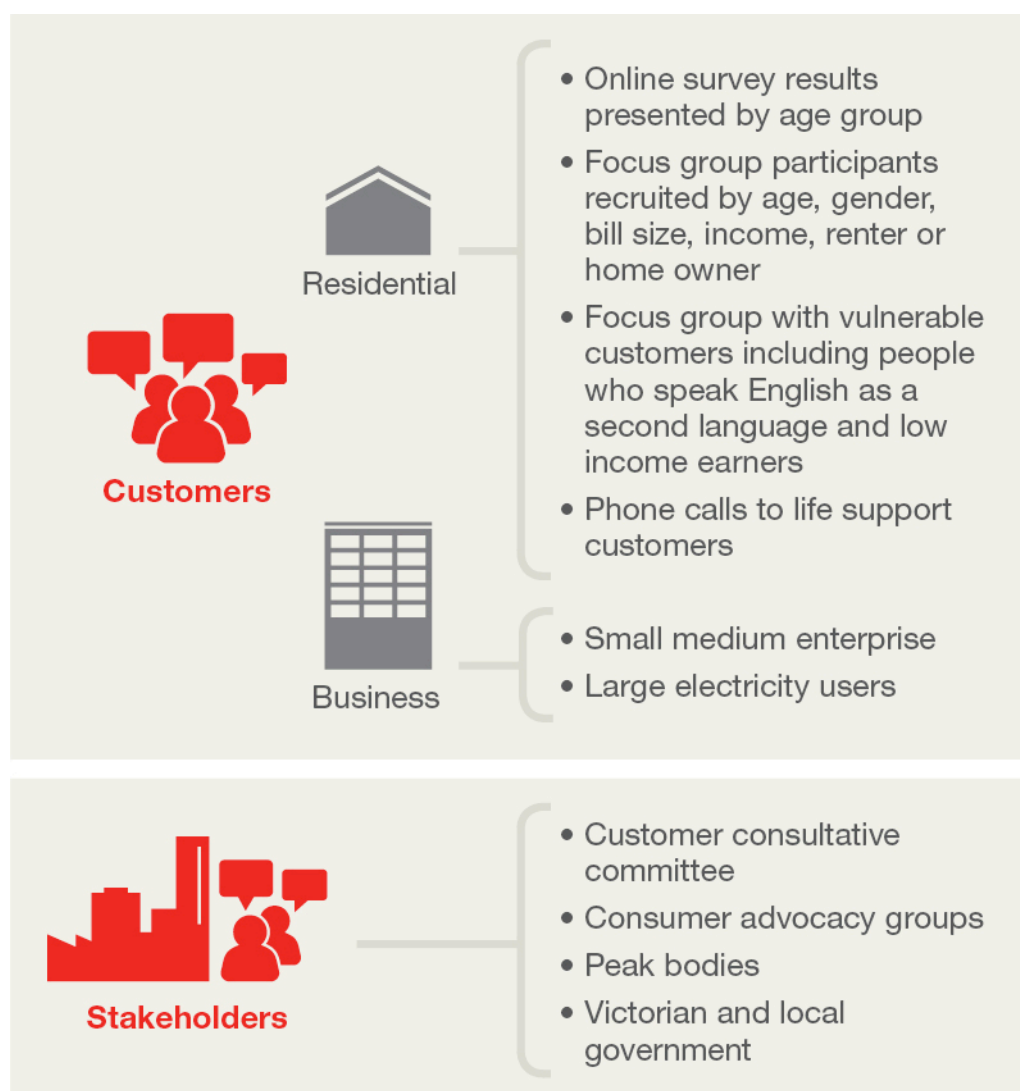 Customers
Residential
• Online survey results
presented by age group
• Focus group participants
recruited by age, gender,
bill size, income, renter or
home owner
• Focus group with vulnerable
customers including people
who speak English as a
second language and low
income earners
• Phone calls to life support
customers
Business
• Small medium enterprise
• Large electricity users
Stakeholders
• Customer consultative
committee
• Consumer advocacy groups
• Peak bodies
• Victorian and local
government